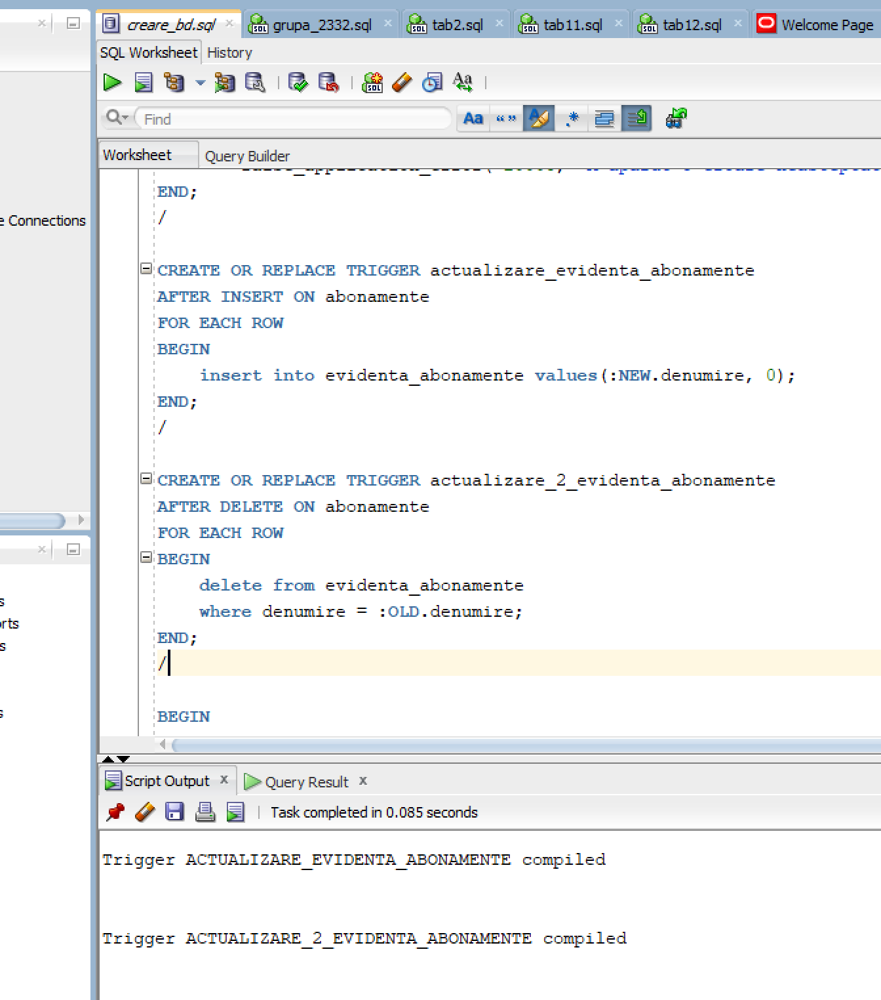 creare_bd.sql
grupa_2332.sql
tab2.sql
tab11.sql
tab12.sql
Welcome Page
SQL Worksheet
History
Find
Aa
“ ”
.*
Worksheet
Query Builder
END;
/
e Connections
CREATE OR REPLACE TRIGGER actualizare_evidenta_abonamente
AFTER INSERT ON abonamente
FOR EACH ROW
BEGIN
insert into evidenta_abonamente values(:NEW.denumire, 0);
END;
/
CREATE OR REPLACE TRIGGER actualizare_2_evidenta_abonamente
AFTER DELETE ON abonamente
FOR EACH ROW
BEGIN
delete from evidenta_abonamente
where denumire = :OLD.denumire;
END;
/
BEGIN
s
orts
s
s
Script Output
Query Result
Task completed in 0.085 seconds
Trigger ACTUALIZARE_EVIDENTA_ABONAMENTE compiled
Trigger ACTUALIZARE_2_EVIDENTA_ABONAMENTE compiled